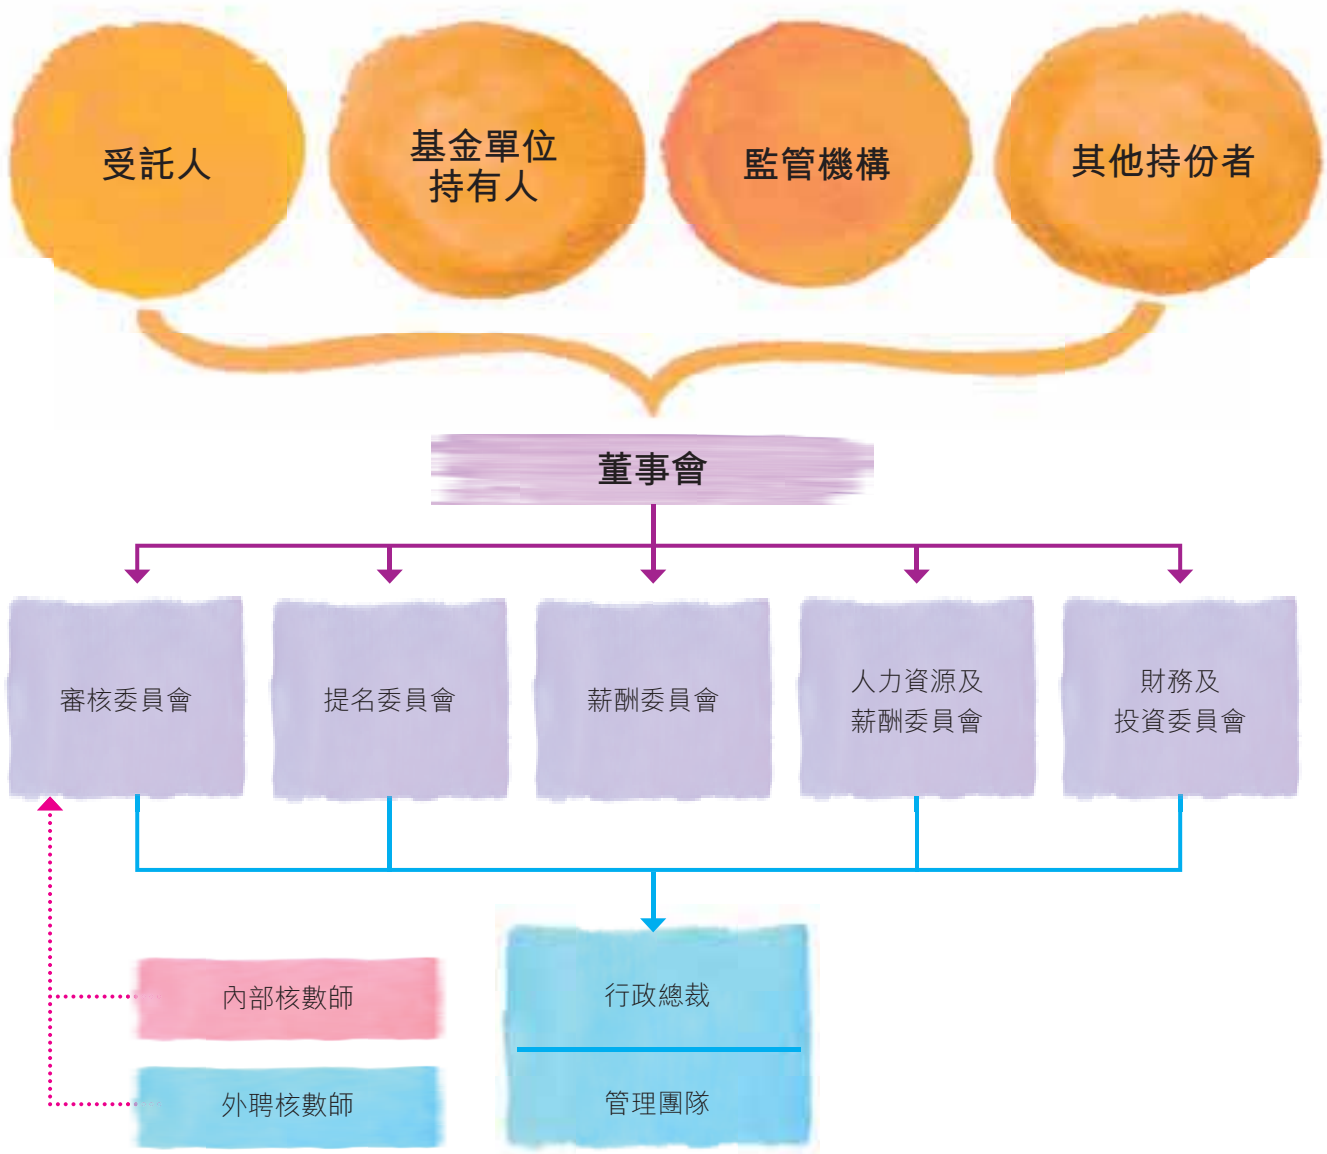 受託人
基金單位
持有人
監管機構
其他持份者
董事會
審核委員會
提名委員會
薪酬委員會
人力資源及
薪酬委員會
財務及
投資委員會
內部核數師
外聘核數師
行政總裁
管理團隊